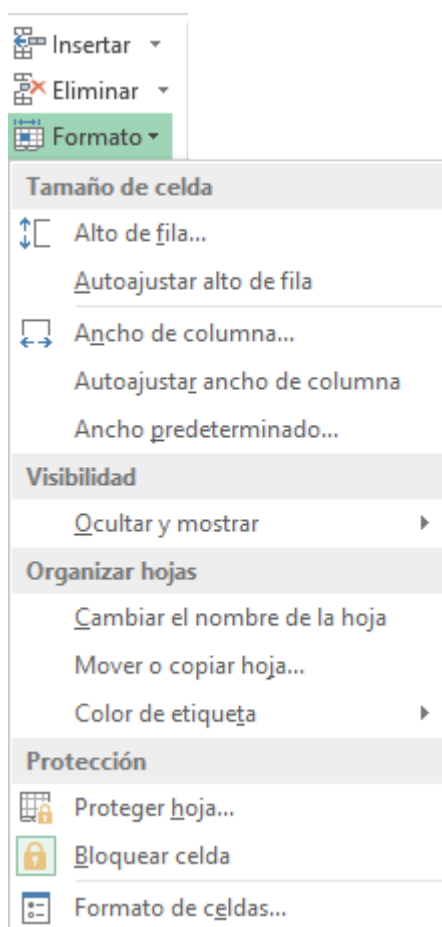 Insertar
Eliminar
Formato
Tamaño de celda
Alto de fila...
Autoajustar alto de fila
Ancho de columna...
Autoajustar ancho de columna
Ancho predeterminado...
Visibilidad
Ocultar y mostrar
Organizar hojas
Cambiar el nombre de la hoja
Mover o copiar hoja...
Color de etiqueta
Protección
Proteger hoja...
Bloquear celda
Formato de celdas...